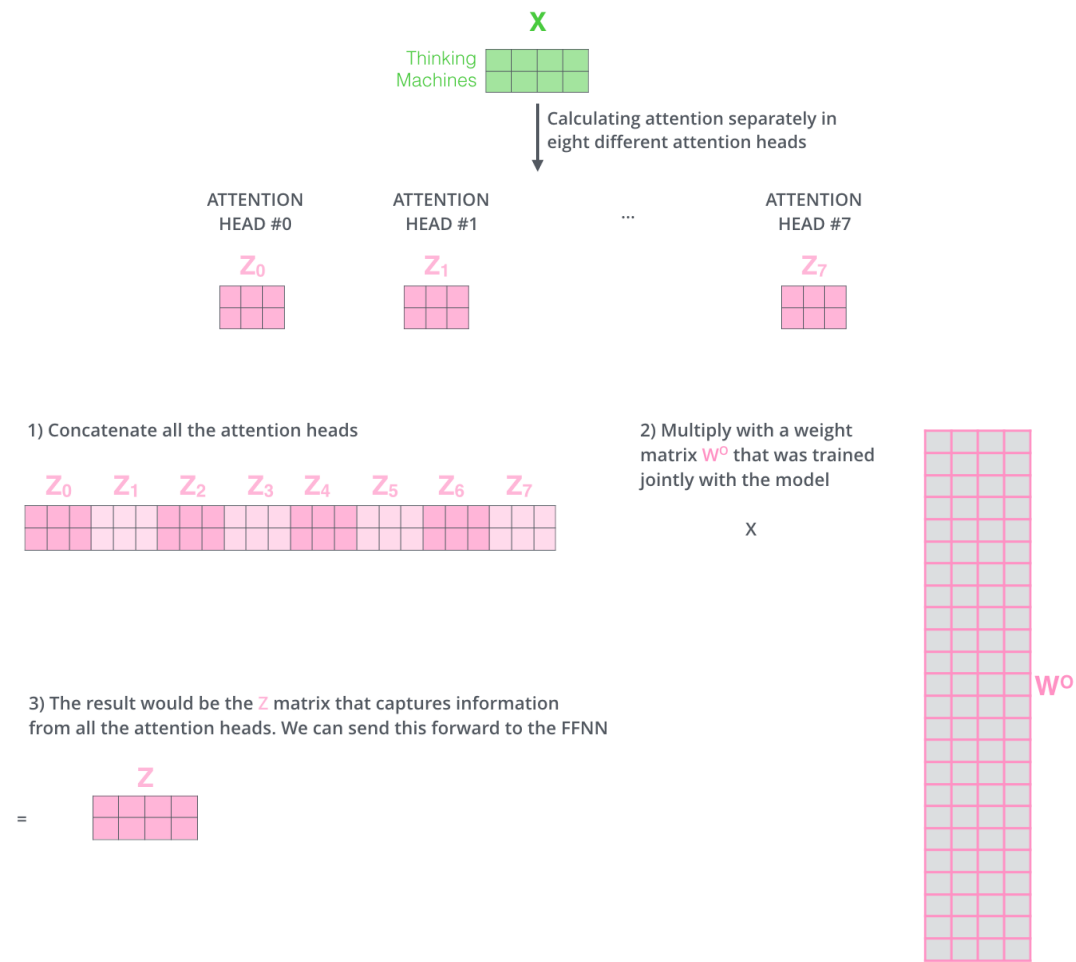 X
Thinking
Machines
Calculating attention separately in
eight different attention heads
ATTENTION
HEAD #0
ATTENTION
HEAD #1
...
ATTENTION
HEAD #7
Z₀
Z₁
Z₇
1) Concatenate all the attention heads
Z₀ Z₁ Z₂ Z₃ Z₄ Z₅ Z₆ Z₇
2) Multiply with a weight
matrix Wᴼ that was trained
jointly with the model
X
Wᴼ
3) The result would be the Z matrix that captures information
from all the attention heads. We can send this forward to the FFNN
Z
=